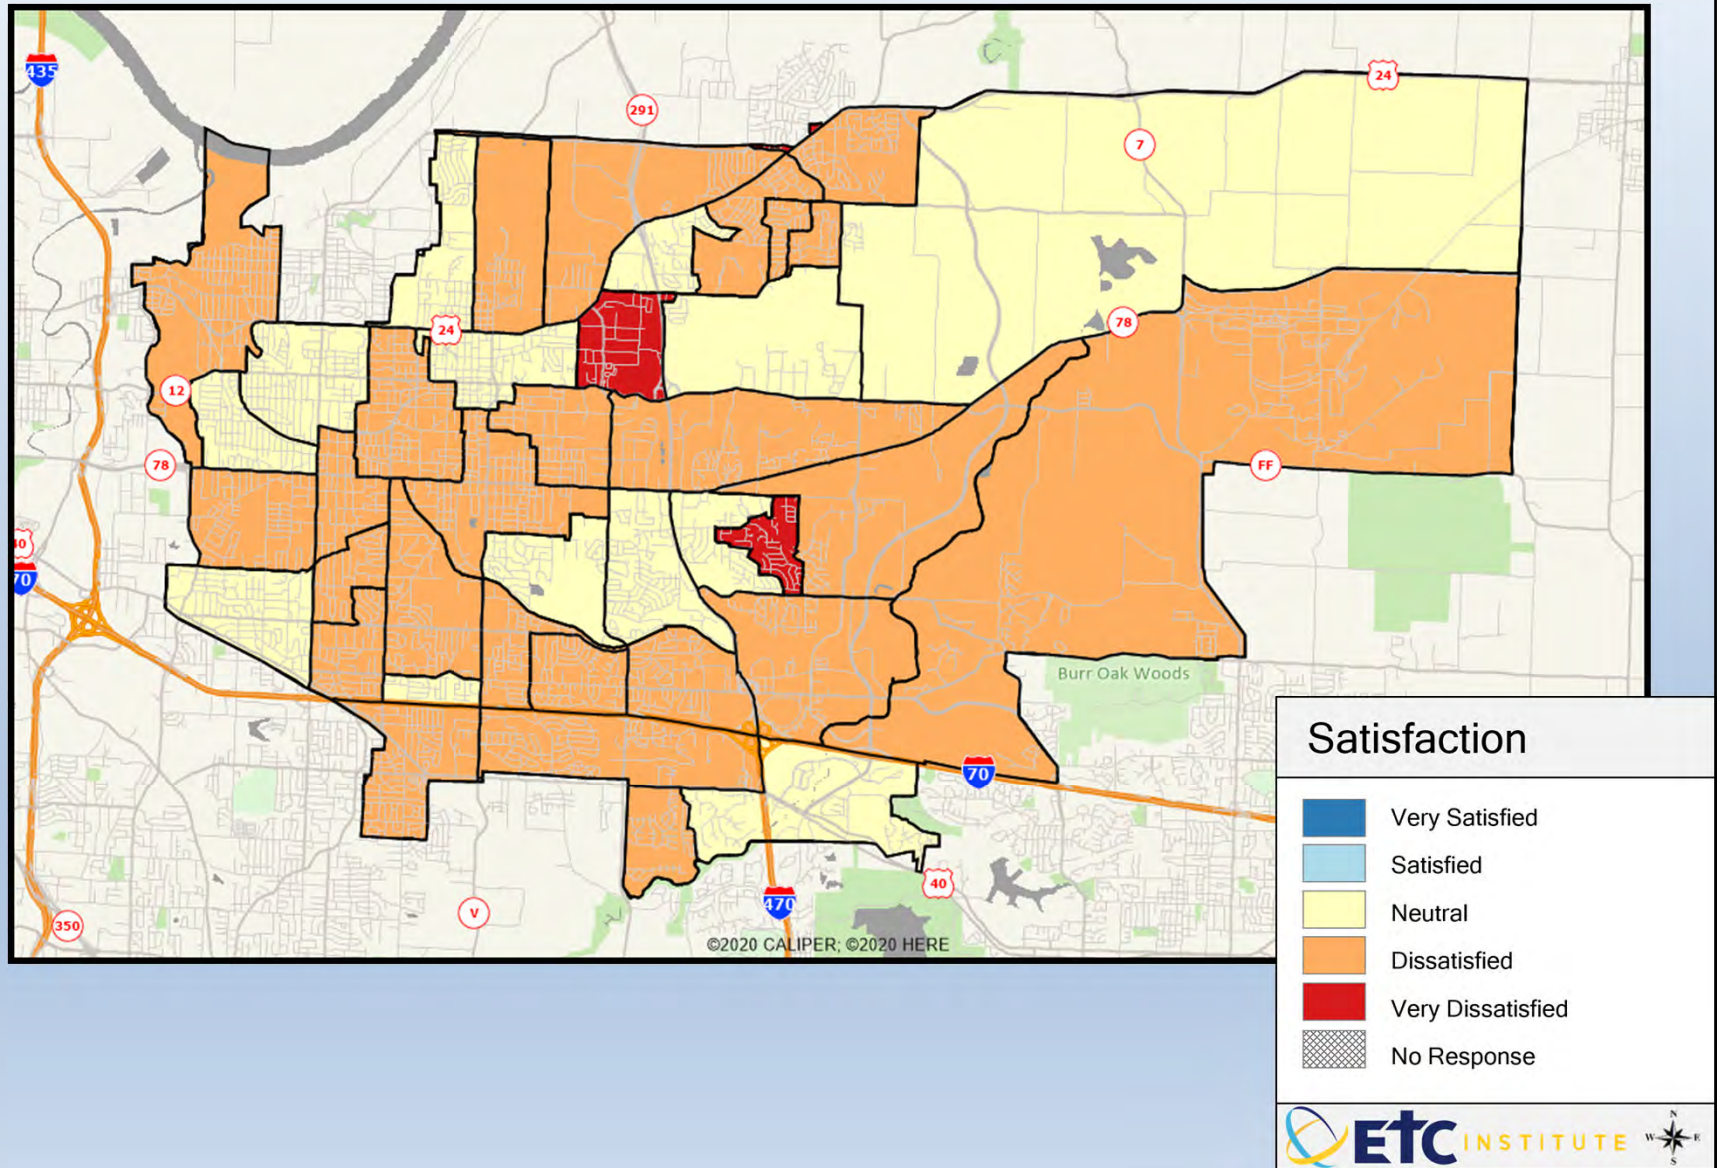 24
435
291
7
24
78
12
78
FF
40
70
Burr Oak Woods
70
40
470
V
350
©2020 CALIPER; ©2020 HERE
Satisfaction
Very Satisfied
Satisfied
Neutral
Dissatisfied
Very Dissatisfied
No Response
ETC INSTITUTE
N
W E
S